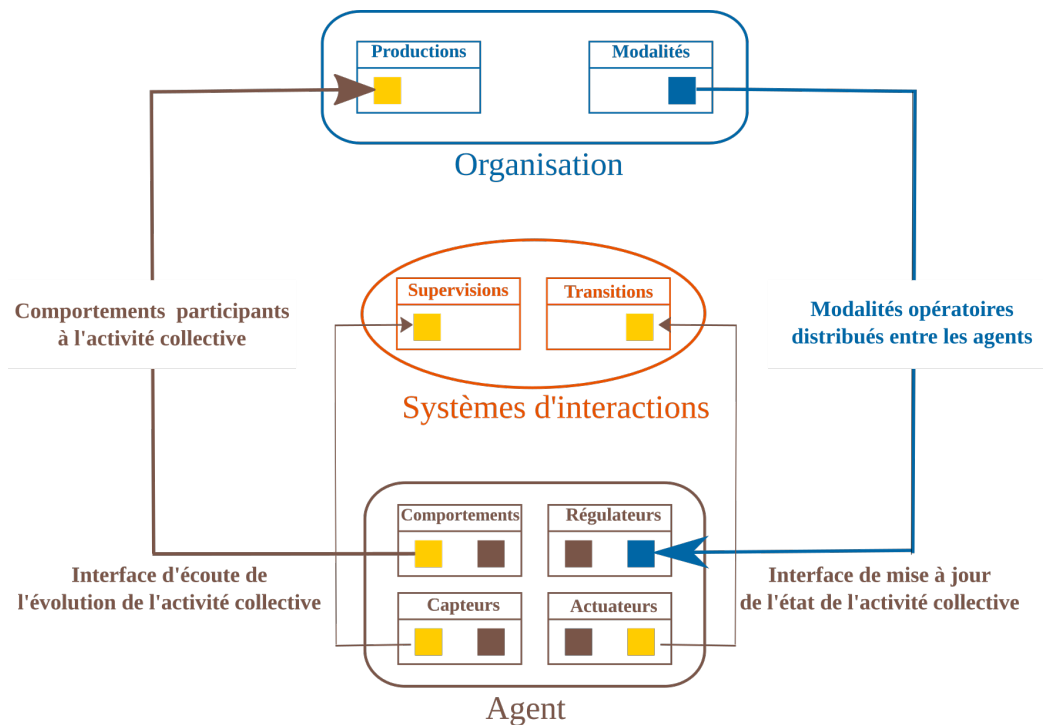 Productions
Modalités
Organisation
Supervisions
Transitions
Comportements participants
à l'activité collective
Modalités opératoires
distribués entre les agents
Systèmes d'interactions
Comportements
Régulateurs
Interface d'écoute de
l'évolution de l'activité collective
Interface de mise à jour
de l'état de l'activité collective
Capteurs
Actuateurs
Agent